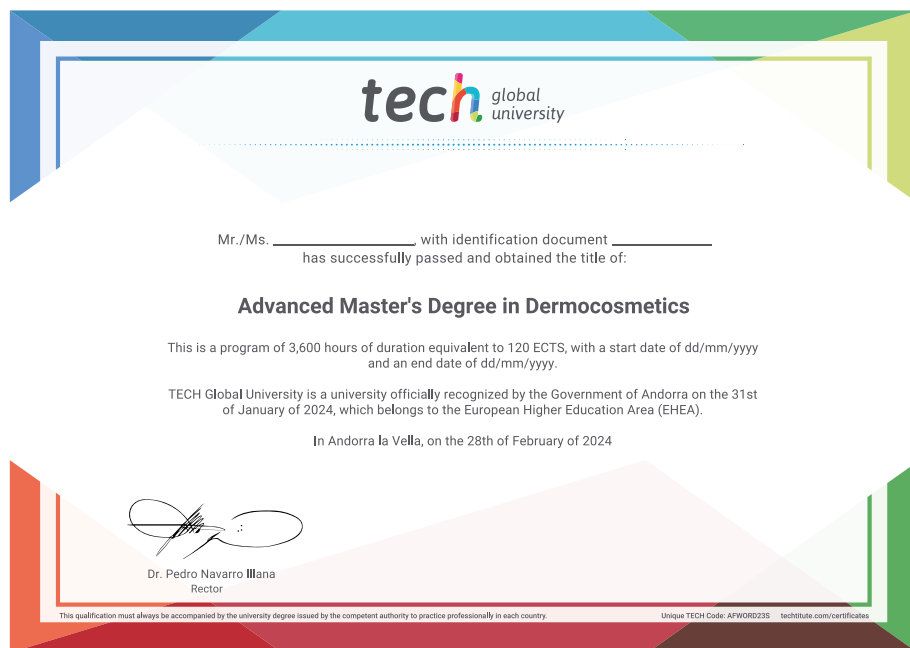 tech global
university
Mr./Ms. ____________, with identification document ____________
has successfully passed and obtained the title of:
Advanced Master's Degree in Dermocosmetics
This is a program of 3,600 hours of duration equivalent to 120 ECTS, with a start date of dd/mm/yyyy
and an end date of dd/mm/yyyy.
TECH Global University is a university officially recognized by the Government of Andorra on the 31st
of January of 2024, which belongs to the European Higher Education Area (EHEA).
In Andorra la Vella, on the 28th of February of 2024
Dr. Pedro Navarro Illana
Rector
This qualification must always be accompanied by the university degree issued by the competent authority to practice professionally in each country.
Unique TECH Code: AFWORD23S techtitute.com/certificates